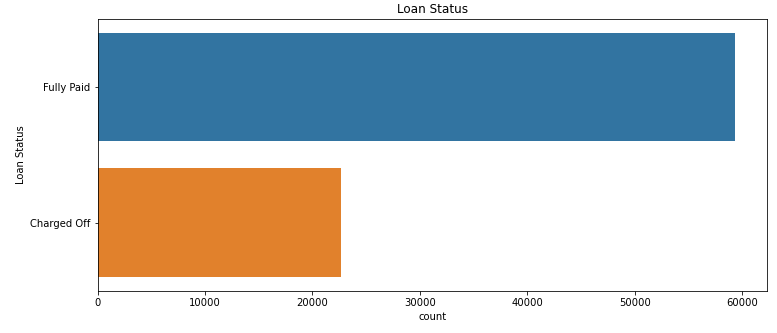 Loan Status
Loan Status
Fully Paid
Charged Off
0 10000 20000 30000 40000 50000 60000
count